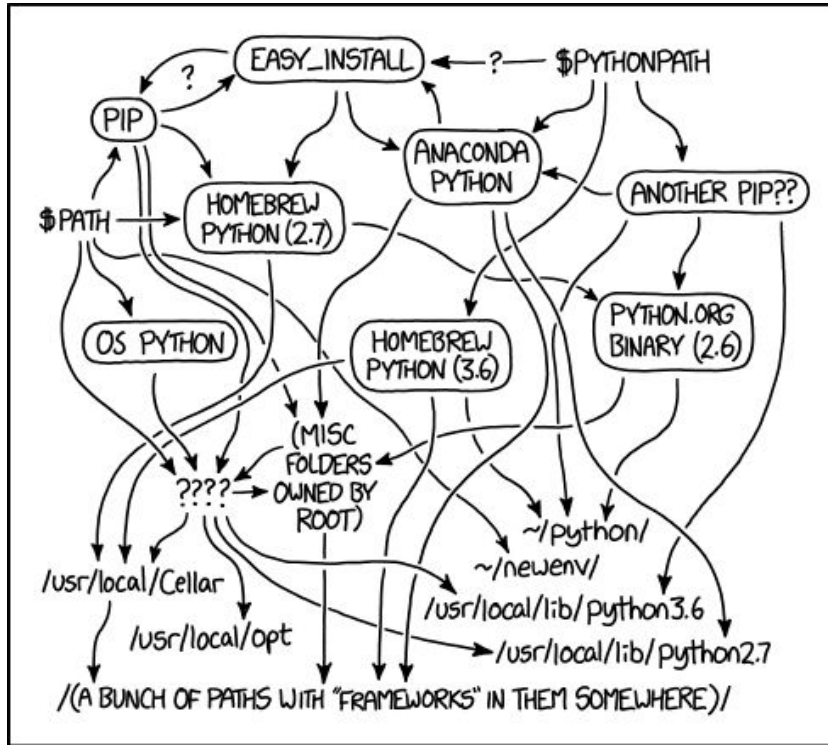 EASY_INSTALL
?
?
$PYTHONPATH
PIP
ANACONDA
PYTHON
ANOTHER PIP??
HOMEBREW
PYTHON (2.7)
$PATH
OS PYTHON
HOMEBREW
PYTHON (3.6)
PYTHON.ORG
BINARY (2.6)
(MISC
FOLDERS
OWNED BY
ROOT)
????
~/python/
~/newenv/
/usr/local/Cellar
/usr/local/lib/python3.6
/usr/local/opt
/usr/local/lib/python2.7
/(A BUNCH OF PATHS WITH "FRAMEWORKS" IN THEM SOMEWHERE)/